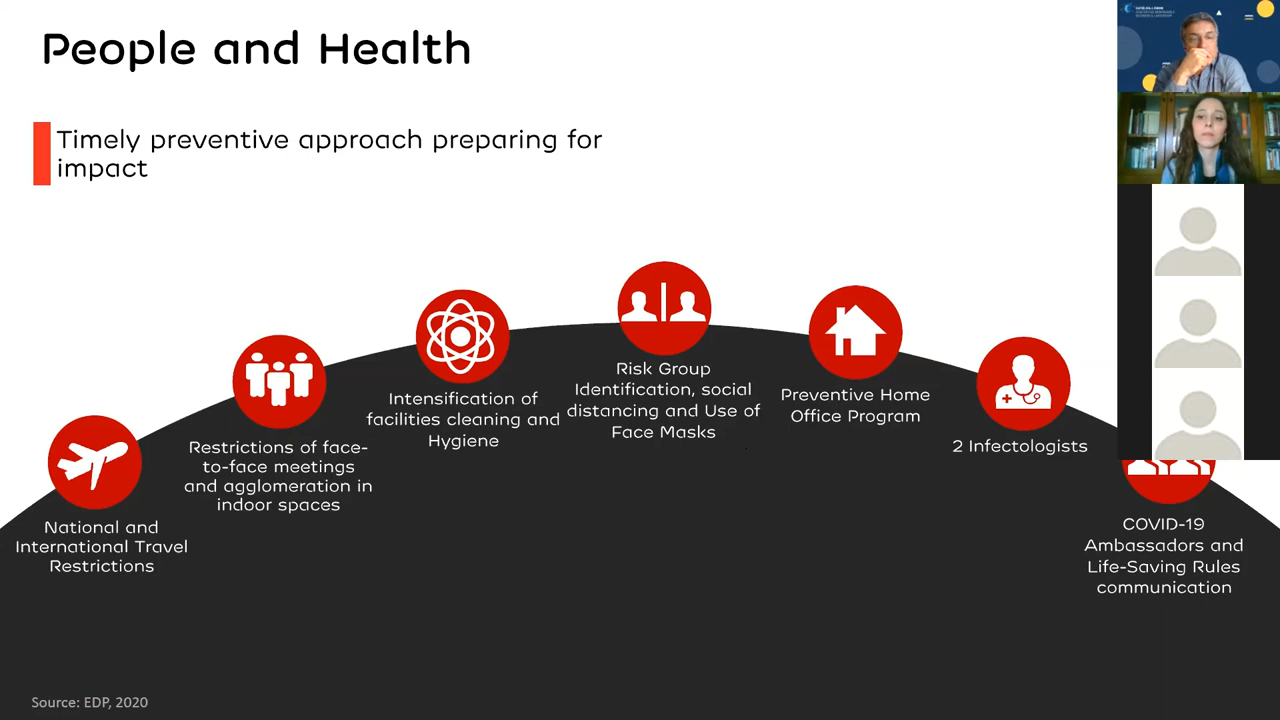 People and Health
Timely preventive approach preparing for
impact
National and
International Travel
Restrictions
Restrictions of face-
to-face meetings
and agglomeration in
indoor spaces
Intensification of
facilities cleaning and
Hygiene
Risk Group
Identification, social
distancing and Use of
Face Masks
Preventive Home
Office Program
2 Infectologists
COVID-19
Ambassadors and
Life-Saving Rules
communication
Source: EDP, 2020